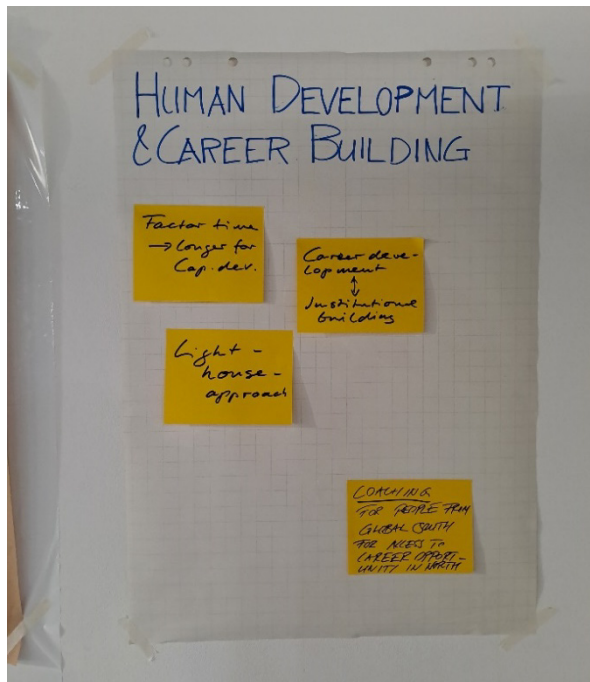 HUMAN DEVELOPMENT
& CAREER BUILDING
Factor time
→ longer for
Cap. dev.
Career deve-
lopment
↕
Institutional
building
Light-
house-
approach
COACHING
FOR PEOPLE FROM
GLOBAL SOUTH
FOR ACCESS TO
CAREER OPPORT-
UNITY IN NORTH